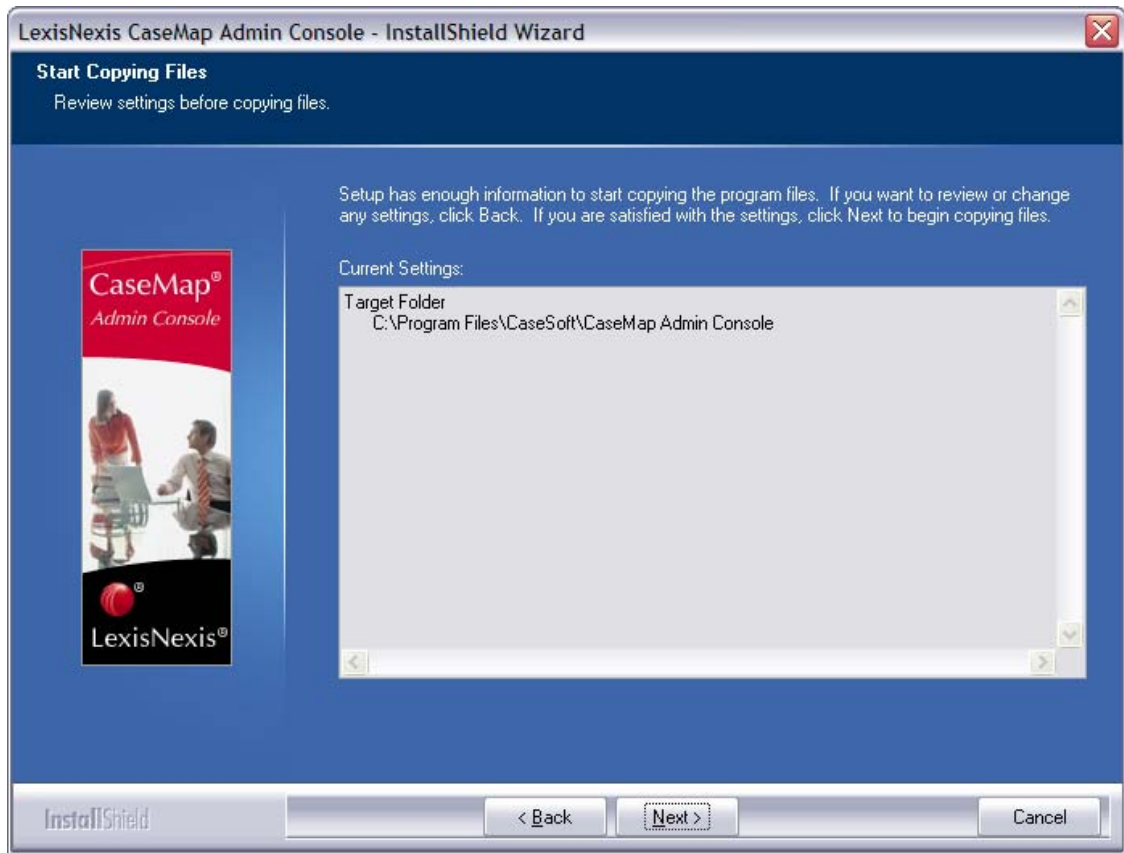 LexisNexis CaseMap Admin Console - InstallShield Wizard
Start Copying Files
Review settings before copying files.
Setup has enough information to start copying the program files. If you want to review or change
any settings, click Back. If you are satisfied with the settings, click Next to begin copying files.
Current Settings:
Target Folder
C:\Program Files\CaseSoft\CaseMap Admin Console
CaseMap®
Admin Console
®
LexisNexis®
InstallShield
< Back
Next >
Cancel